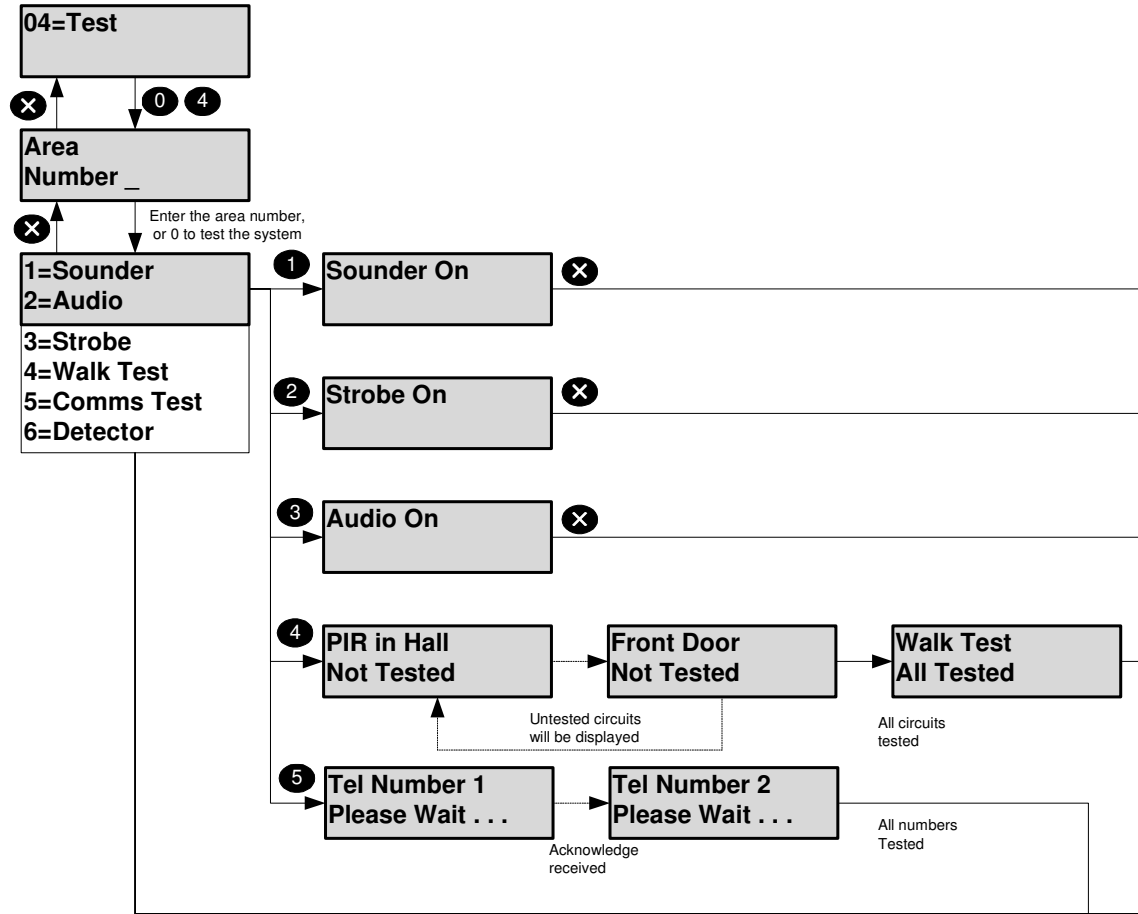 04=Test
0 4
Area
Number _
Enter the area number,
or 0 to test the system
1=Sounder
2=Audio
3=Strobe
4=Walk Test
5=Comms Test
6=Detector
1
Sounder On
2
Strobe On
3
Audio On
4
PIR in Hall
Not Tested
Front Door
Not Tested
Walk Test
All Tested
Untested circuits
will be displayed
All circuits
tested
5
Tel Number 1
Please Wait . . .
Tel Number 2
Please Wait . . .
Acknowledge
received
All numbers
Tested